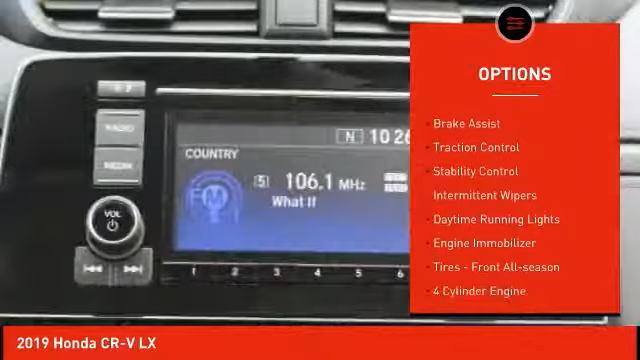 OPTIONS
Brake Assist
Traction Control
Stability Control
Intermittent Wipers
Daytime Running Lights
Engine Immobilizer
Tires - Front All-season
4 Cylinder Engine
N 10 26
COUNTRY
5 106.1 MHz
FM
What If
RADIO
MEDIA
VOL
1 2 3 4 5 6
2019 Honda CR-V LX